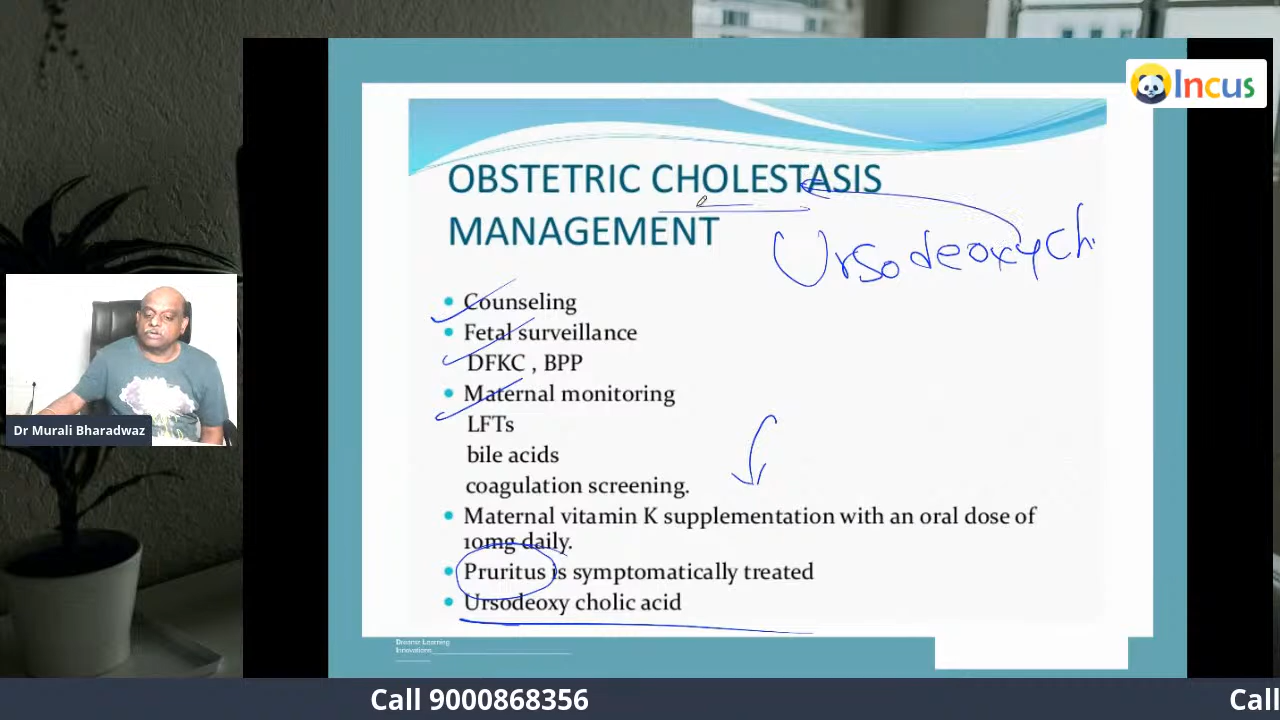 Incus
OBSTETRIC CHOLESTASIS
MANAGEMENT
Ursodeoxych
• Counseling
• Fetal surveillance
DFKC , BPP
• Maternal monitoring
LFTs
bile acids
coagulation screening.
• Maternal vitamin K supplementation with an oral dose of
10mg daily.
• Pruritus is symptomatically treated
• Ursodeoxy cholic acid
Dr Murali Bharadwaz
Learning
Innovations
Call 9000868356
Call